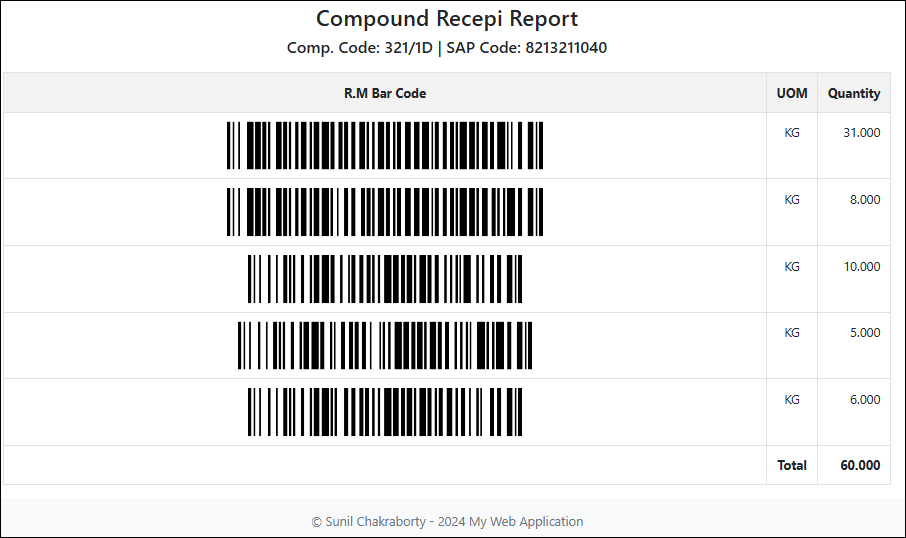 Compound Recepi Report
Comp. Code: 321/1D | SAP Code: 8213211040
R.M Bar Code UOM Quantity
KG 31.000
KG 8.000
KG 10.000
KG 5.000
KG 6.000
Total 60.000
© Sunil Chakraborty - 2024 My Web Application